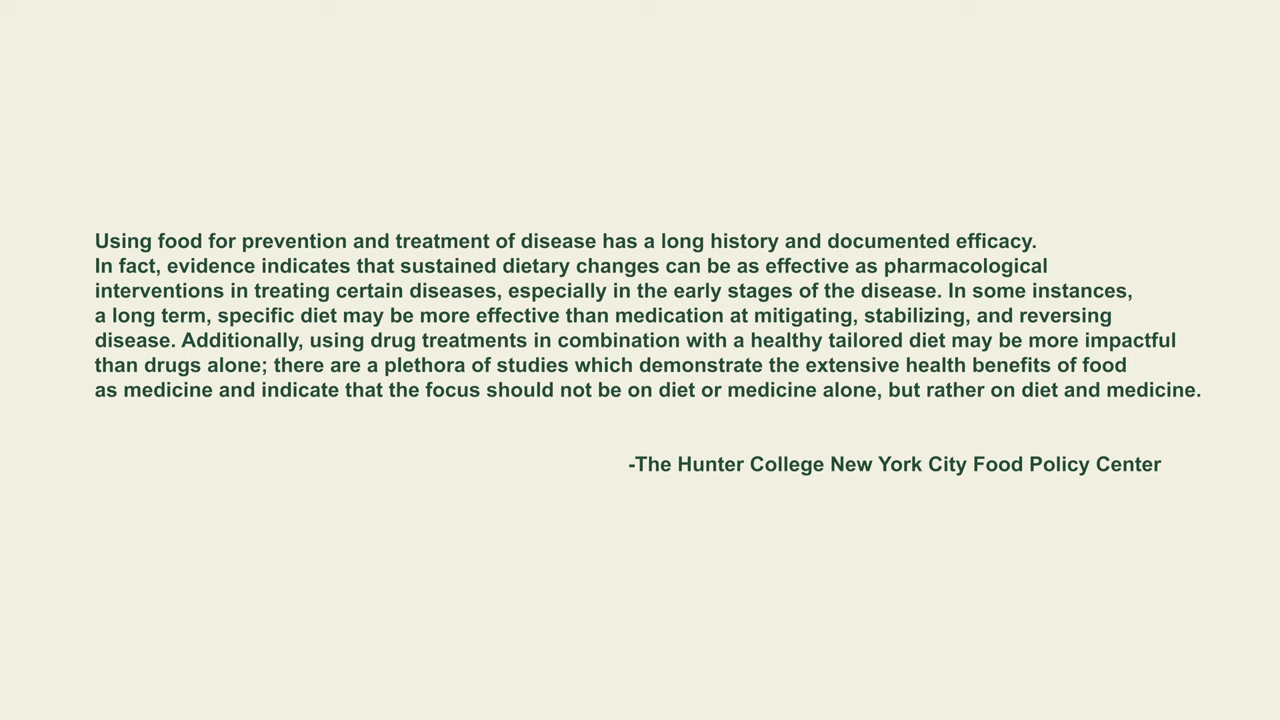 Using food for prevention and treatment of disease has a long history and documented efficacy.
In fact, evidence indicates that sustained dietary changes can be as effective as pharmacological
interventions in treating certain diseases, especially in the early stages of the disease. In some instances,
a long term, specific diet may be more effective than medication at mitigating, stabilizing, and reversing
disease. Additionally, using drug treatments in combination with a healthy tailored diet may be more impactful
than drugs alone; there are a plethora of studies which demonstrate the extensive health benefits of food
as medicine and indicate that the focus should not be on diet or medicine alone, but rather on diet and medicine.
-The Hunter College New York City Food Policy Center